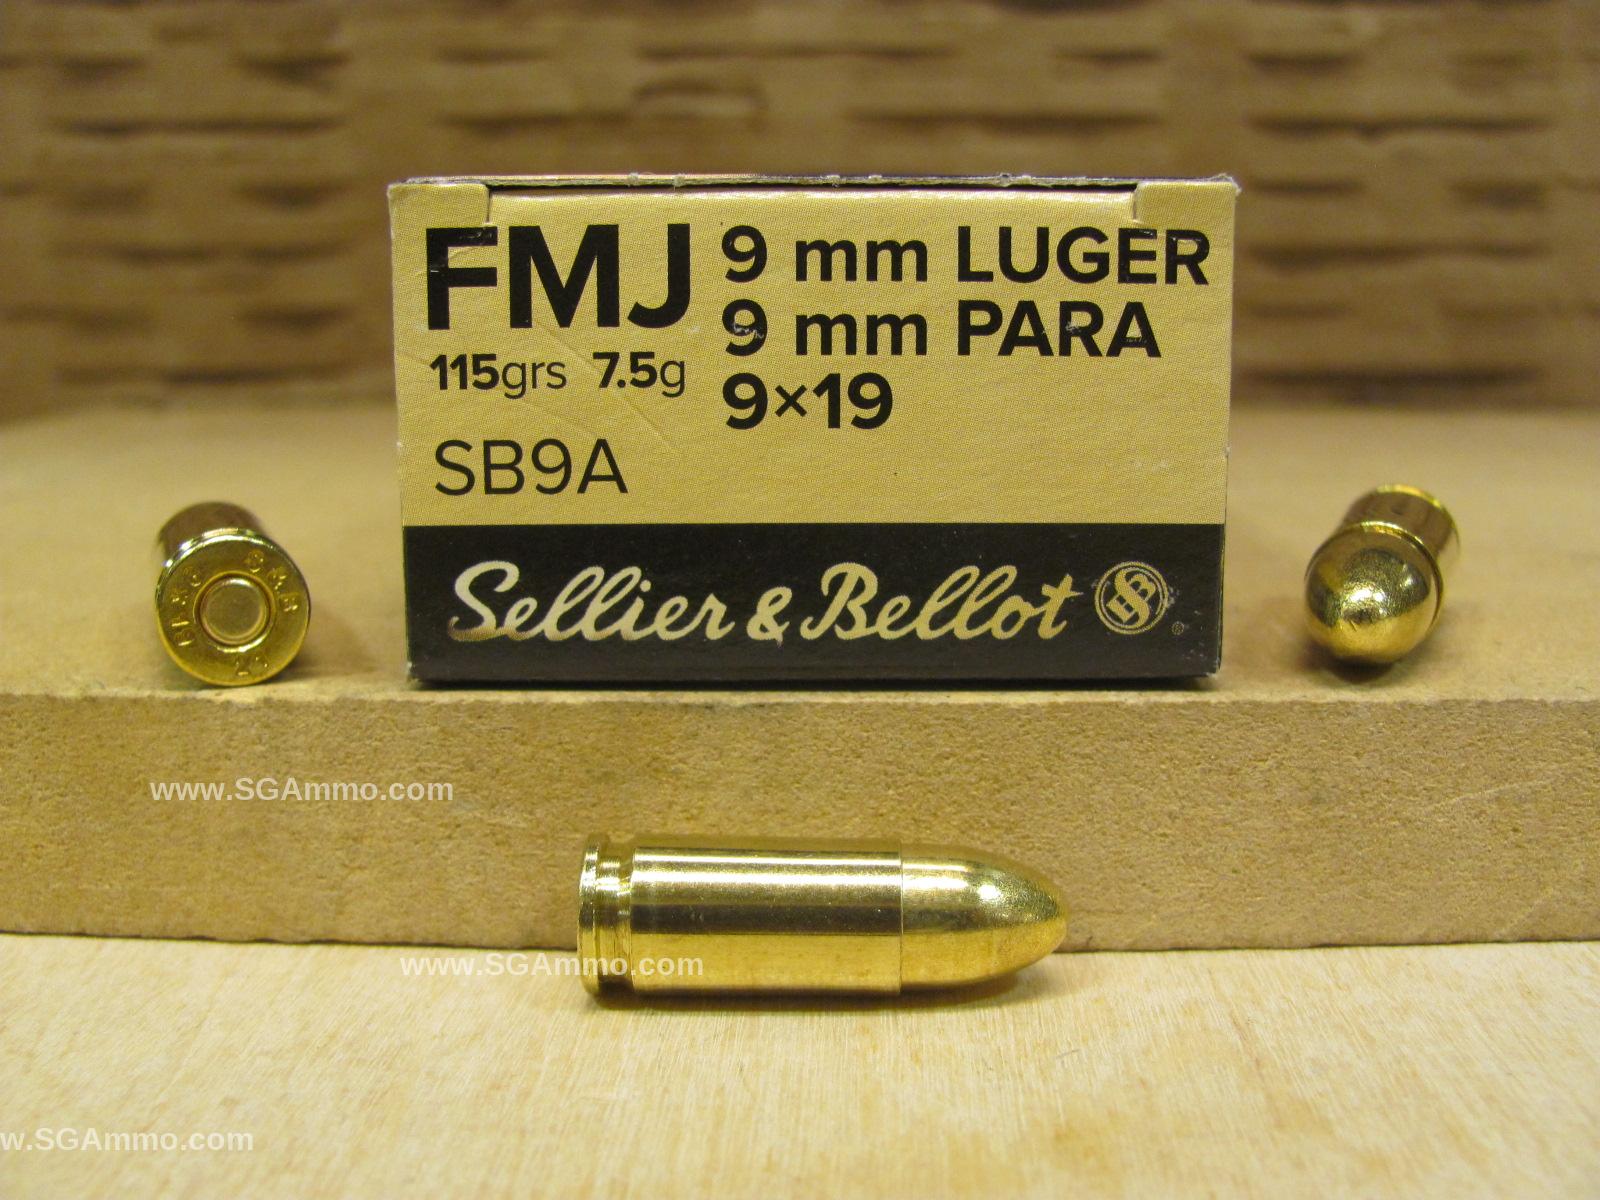 FMJ
115grs 7.5g
SB9A
9 mm LUGER
9 mm PARA
9×19
Sellier & Bellot
S&B
®
S&B
9x19
www.SGAmmo.com
www.SGAmmo.com
w.SGAmmo.com